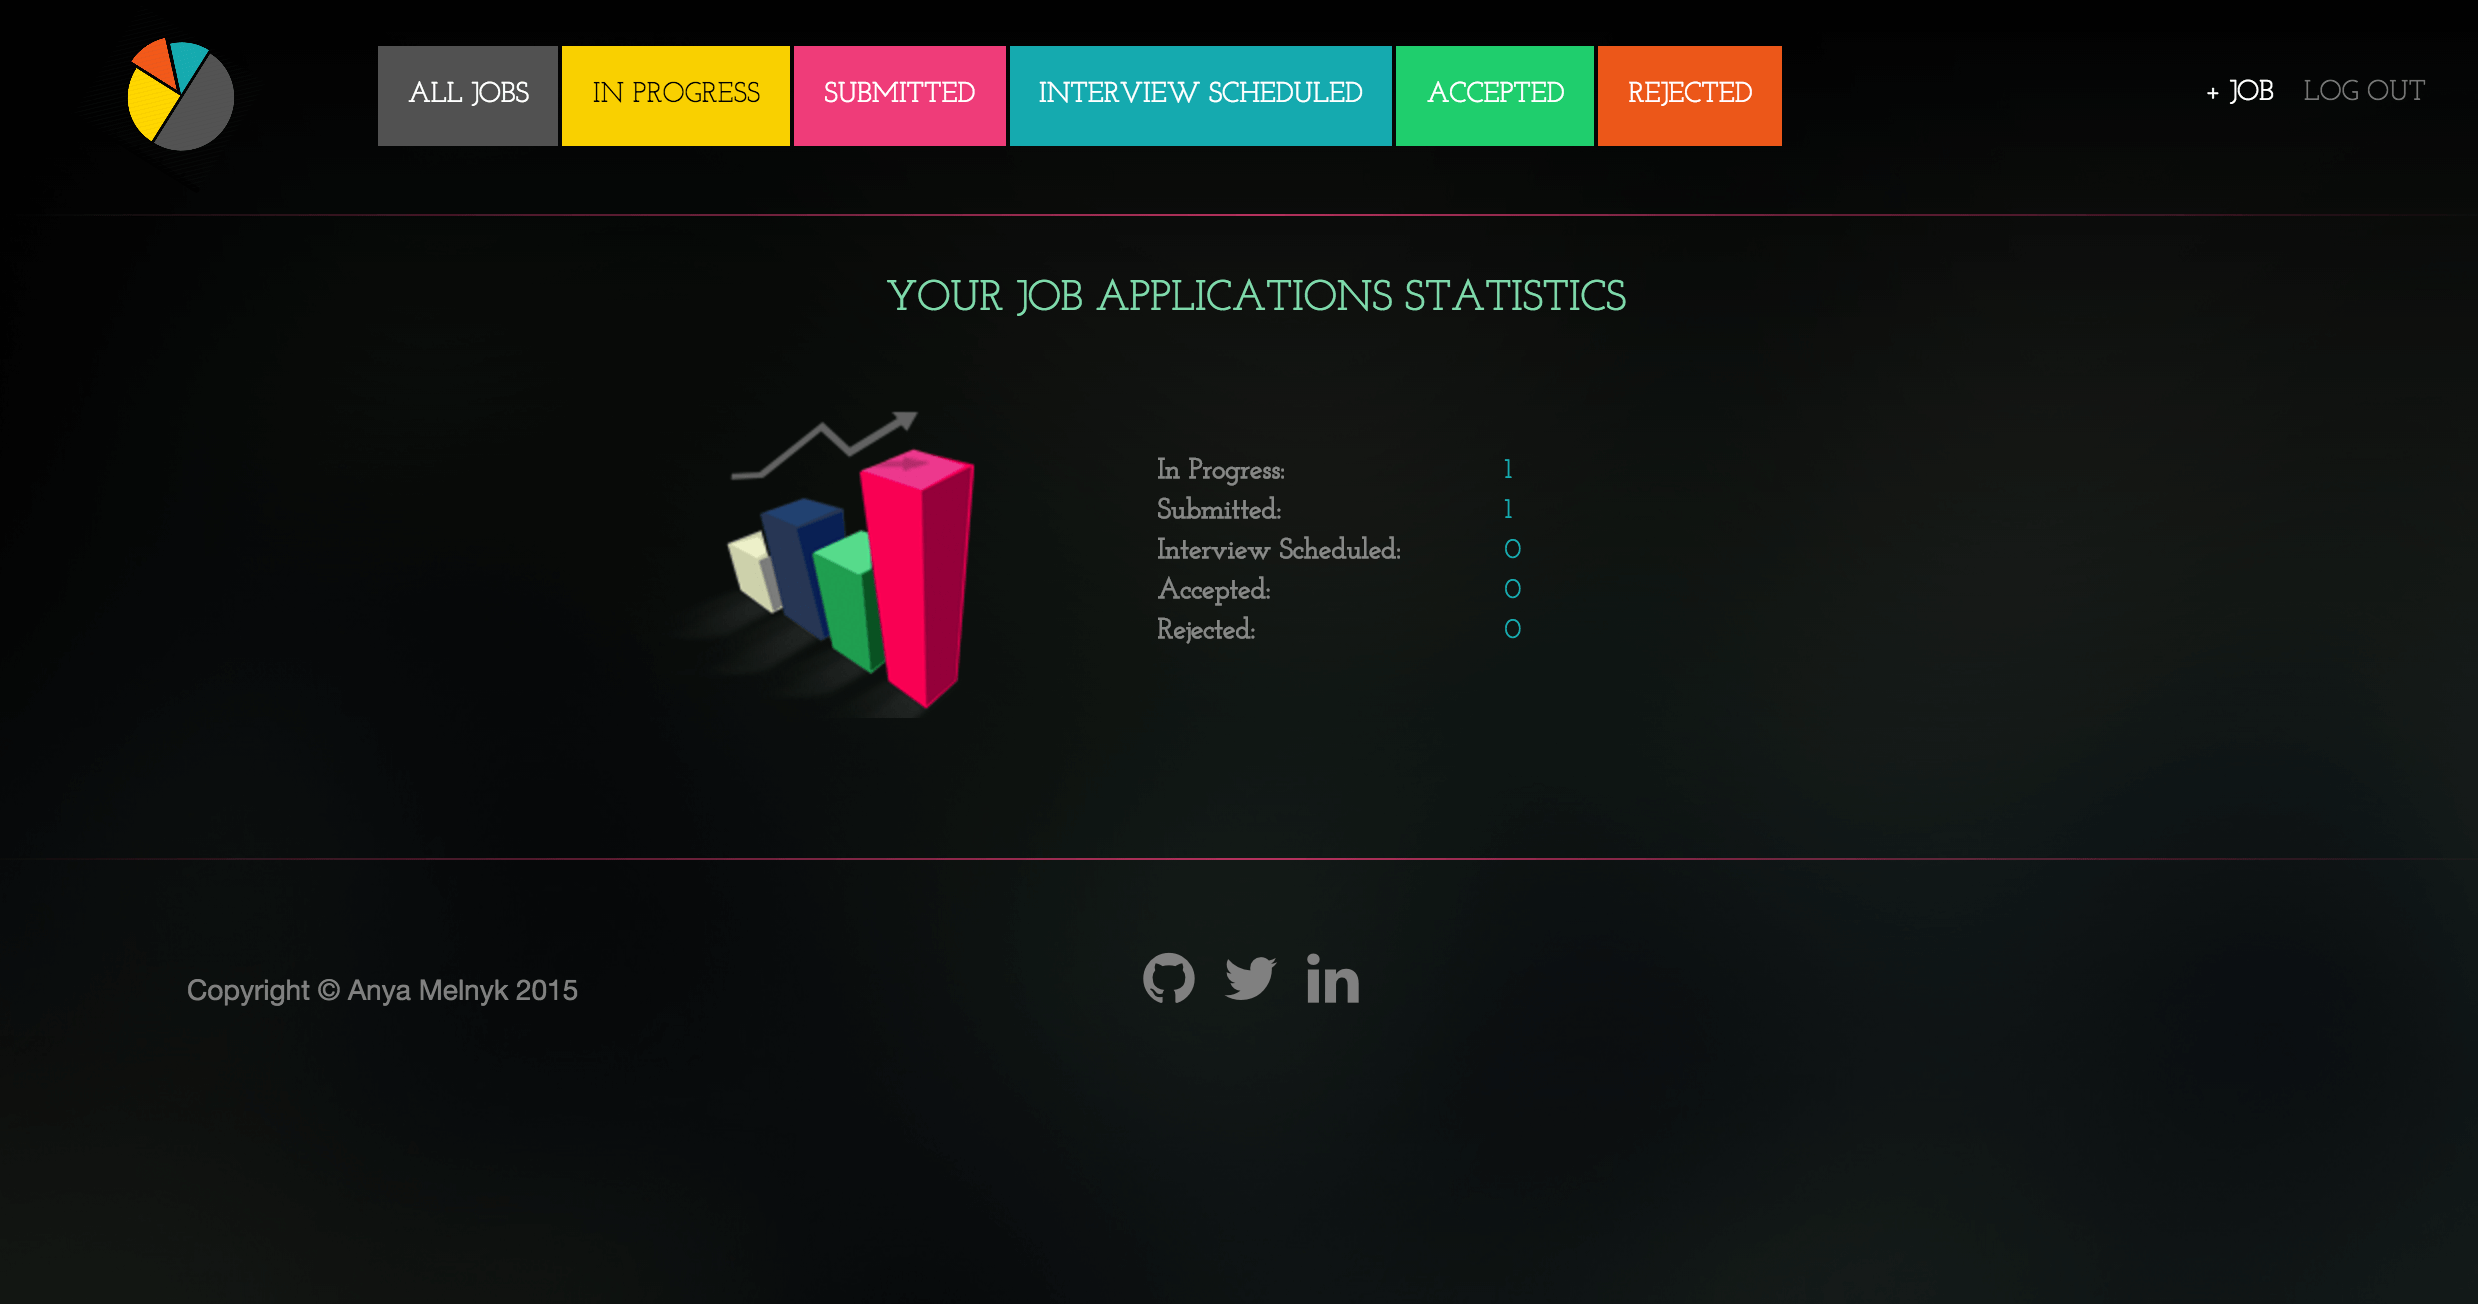 ALL JOBS IN PROGRESS SUBMITTED INTERVIEW SCHEDULED ACCEPTED REJECTED + JOB LOG OUT
YOUR JOB APPLICATIONS STATISTICS
In Progress: 1
Submitted: 1
Interview Scheduled: 0
Accepted: 0
Rejected: 0
Copyright © Anya Melnyk 2015